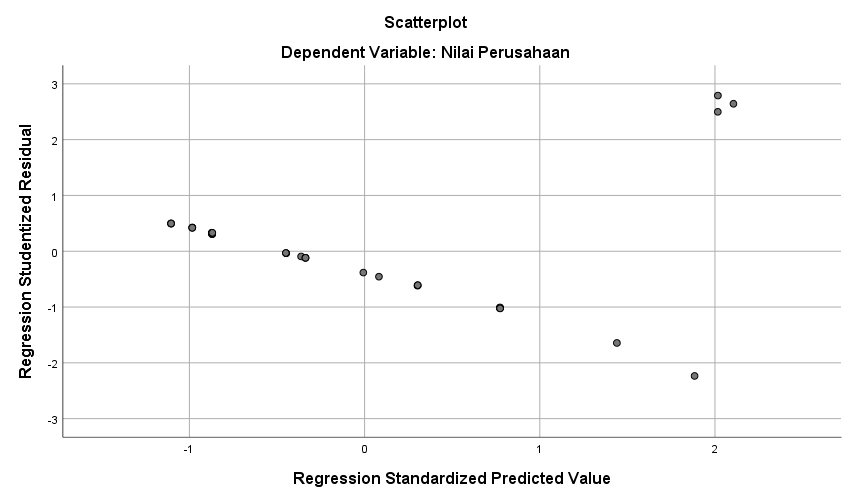 Scatterplot
Dependent Variable: Nilai Perusahaan
Regression Studentized Residual
3
2
1
0
-1
-2
-3
-1 0 1 2
Regression Standardized Predicted Value